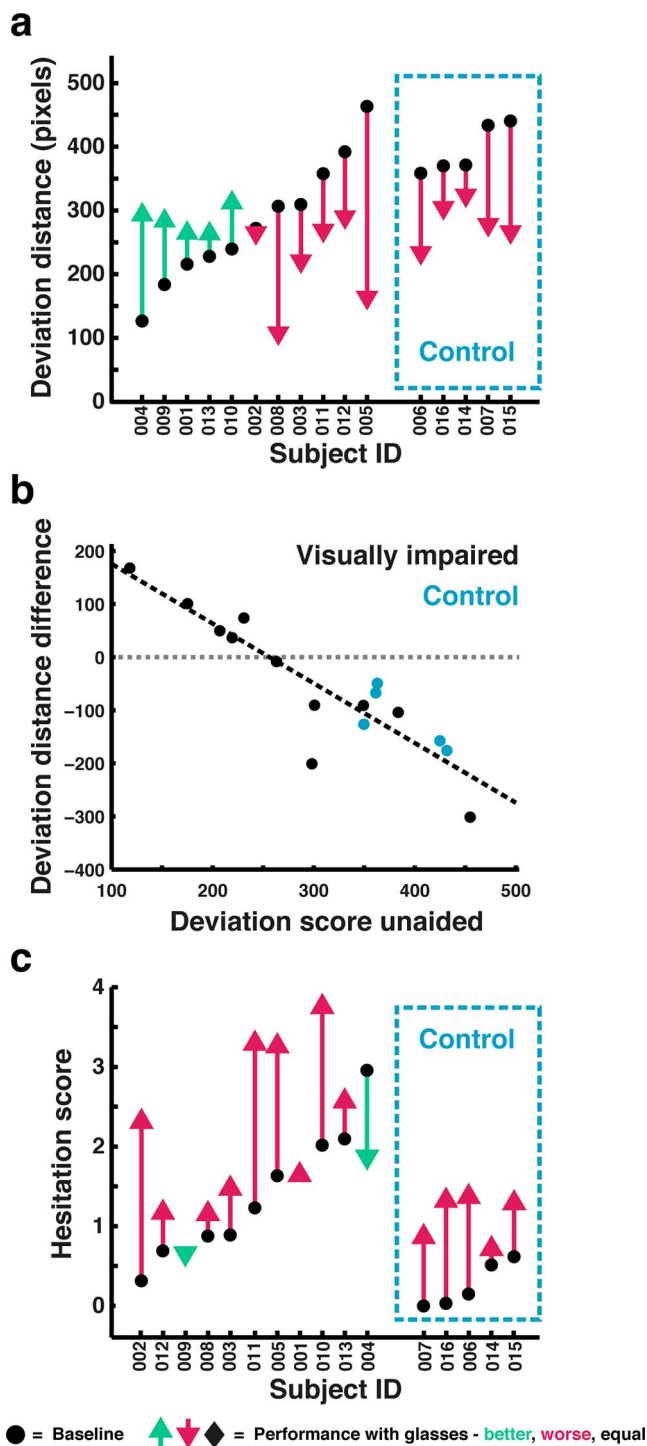 a
Deviation distance (pixels)
500
400
300
200
100
0
Control
004 009 001 013 010 002 008 003 011 012 005 006 016 014 007 015
Subject ID
b
Deviation distance difference
200
100
0
−100
−200
−300
−400
Visually impaired
Control
100 200 300 400 500
Deviation score unaided
c
Hesitation score
4
3
2
1
0
Control
002 012 009 008 003 011 005 001 010 013 004 007 016 006 014 015
Subject ID
= Baseline = Performance with glasses - better, worse, equal